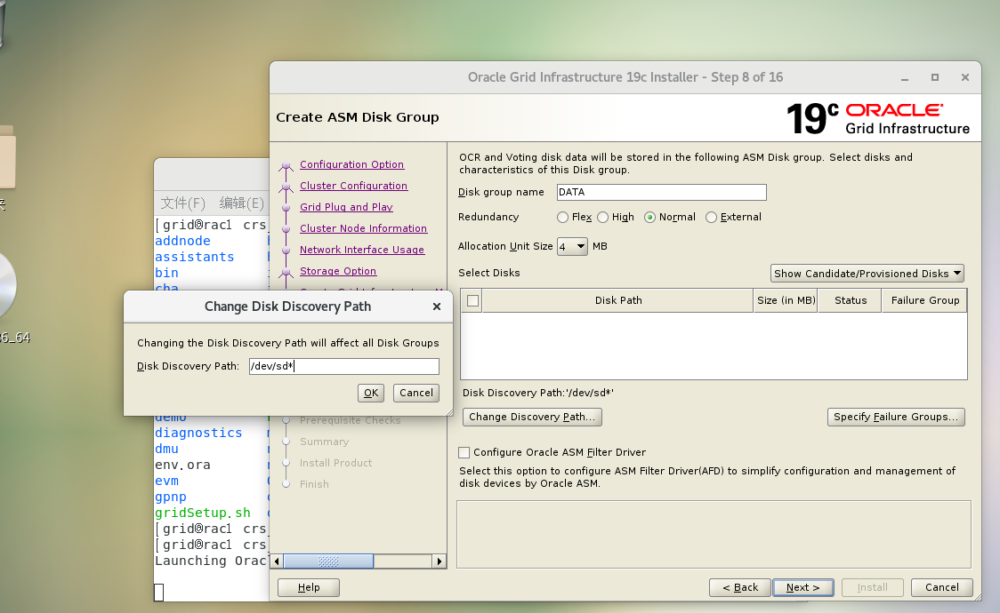 Oracle Grid Infrastructure 19c Installer - Step 8 of 16
Create ASM Disk Group
19c ORACLE
Grid Infrastructure
Configuration Option
Cluster Configuration
Grid Plug and Play
Cluster Node Information
Network Interface Usage
Storage Option
Prerequisite Checks
Summary
Install Product
Finish
OCR and Voting disk data will be stored in the following ASM Disk group. Select disks and
characteristics of this Disk group.
Disk group name DATA
Redundancy Flex High Normal External
Allocation Unit Size 4 MB
Select Disks Show Candidate/Provisioned Disks
Disk Path Size (in MB) Status Failure Group
Disk Discovery Path:'/dev/sd*'
Change Discovery Path... Specify Failure Groups...
Configure Oracle ASM Filter Driver
Select this option to configure ASM Filter Driver(AFD) to simplify configuration and management of
disk devices by Oracle ASM.
Help < Back Next > Install Cancel
Change Disk Discovery Path
Changing the Disk Discovery Path will affect all Disk Groups
Disk Discovery Path: /dev/sd*
OK Cancel
文件(F) 编辑(E)
[grid@rac1 crs
addnode
assistants
bin
cha
demo
diagnostics
dmu
env.ora
evm
gpnp
gridSetup.sh
[grid@rac1 crs
[grid@rac1 crs
Launching Orac
6_64